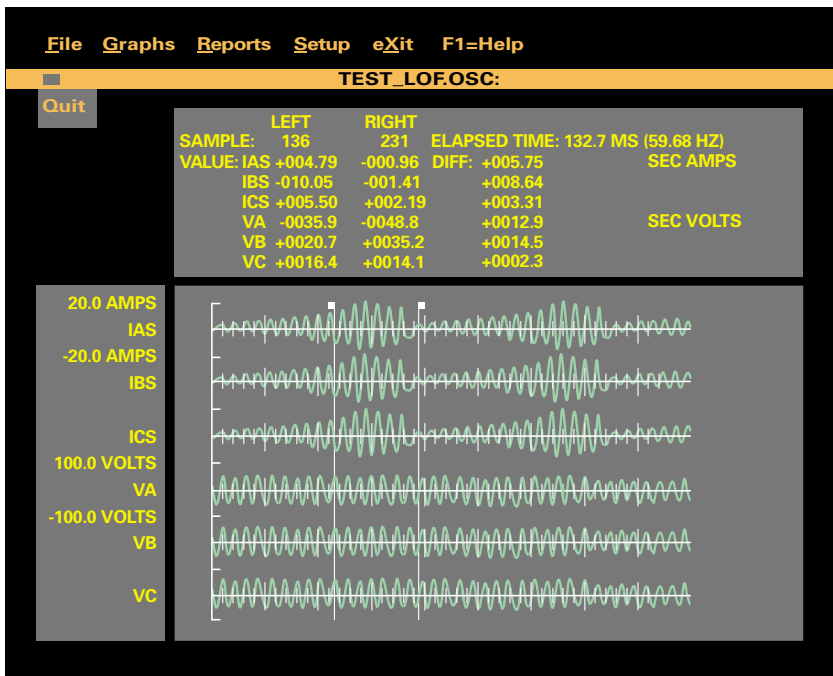 File Graphs Reports Setup eXit F1=Help
TEST_LOF.OSC:
Quit
LEFT RIGHT
SAMPLE: 136 231 ELAPSED TIME: 132.7 MS (59.68 HZ)
VALUE: IAS +004.79 -000.96 DIFF: +005.75 SEC AMPS
IBS -010.05 -001.41 +008.64
ICS +005.50 +002.19 +003.31
VA -0035.9 -0048.8 +0012.9 SEC VOLTS
VB +0020.7 +0035.2 +0014.5
VC +0016.4 +0014.1 +0002.3
20.0 AMPS
IAS
-20.0 AMPS
IBS
ICS
100.0 VOLTS
VA
-100.0 VOLTS
VB
VC